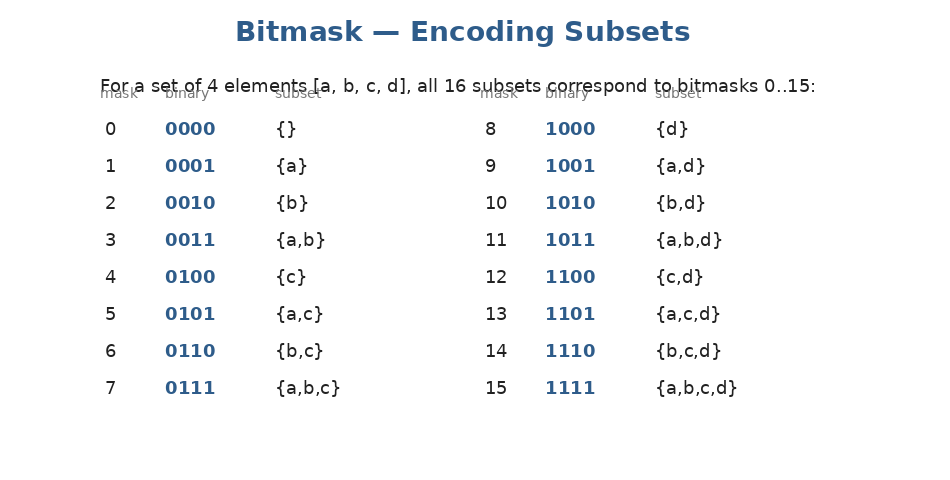 Bitmask — Encoding Subsets
For a set of 4 elements [a, b, c, d], all 16 subsets correspond to bitmasks 0..15:
mask binary subset mask binary subset
0 0000 {} 8 1000 {d}
1 0001 {a} 9 1001 {a,d}
2 0010 {b} 10 1010 {b,d}
3 0011 {a,b} 11 1011 {a,b,d}
4 0100 {c} 12 1100 {c,d}
5 0101 {a,c} 13 1101 {a,c,d}
6 0110 {b,c} 14 1110 {b,c,d}
7 0111 {a,b,c} 15 1111 {a,b,c,d}